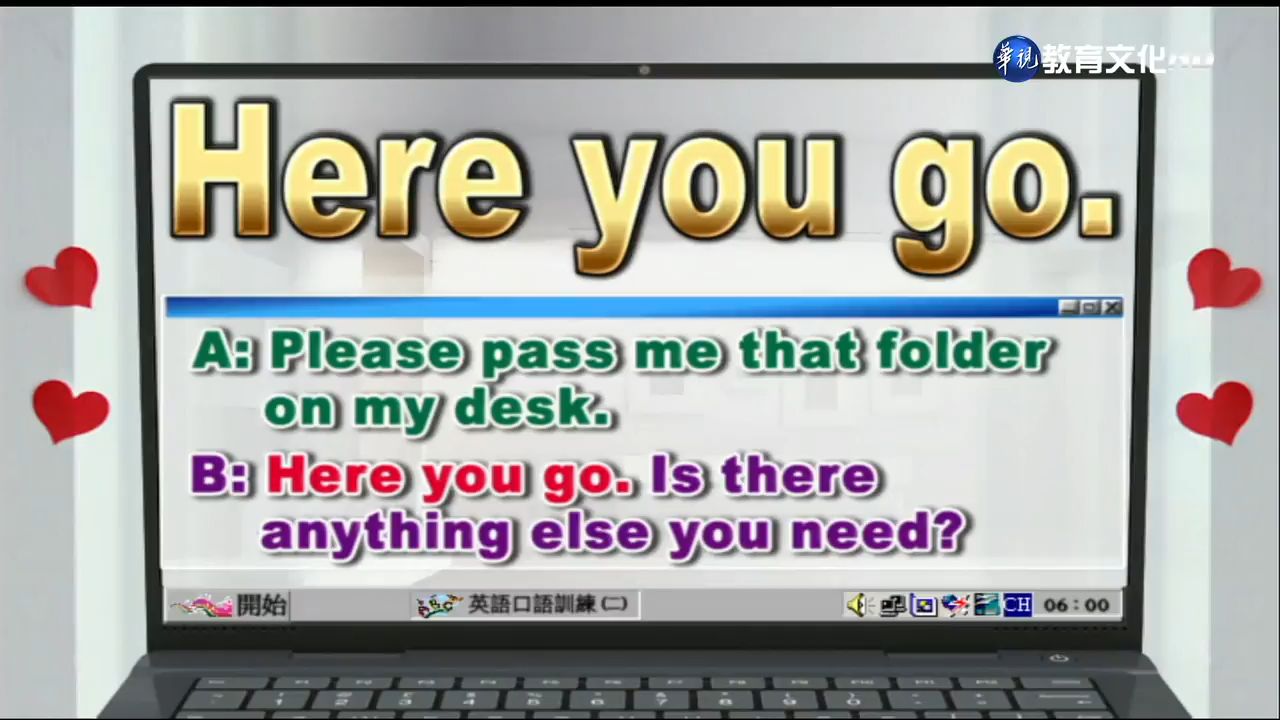 華視 教育文化HD
Here you go.
A: Please pass me that folder
on my desk.
B: Here you go. Is there
anything else you need?
開始 英語口語訓練(二) CH 06:00